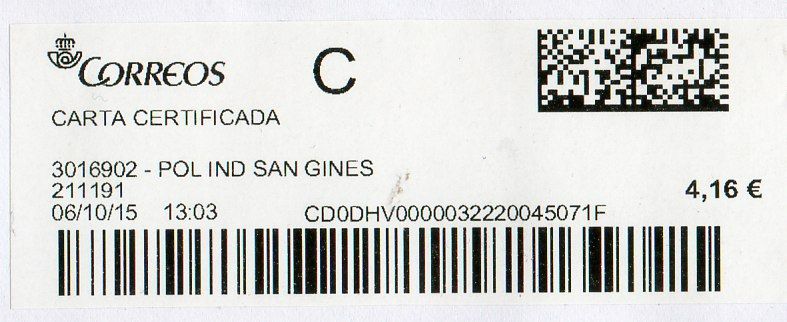 CORREOS
C
CARTA CERTIFICADA
3016902 - POL IND SAN GINES
211191
4,16 €
06/10/15 13:03 CD0DHV0000032220045071F